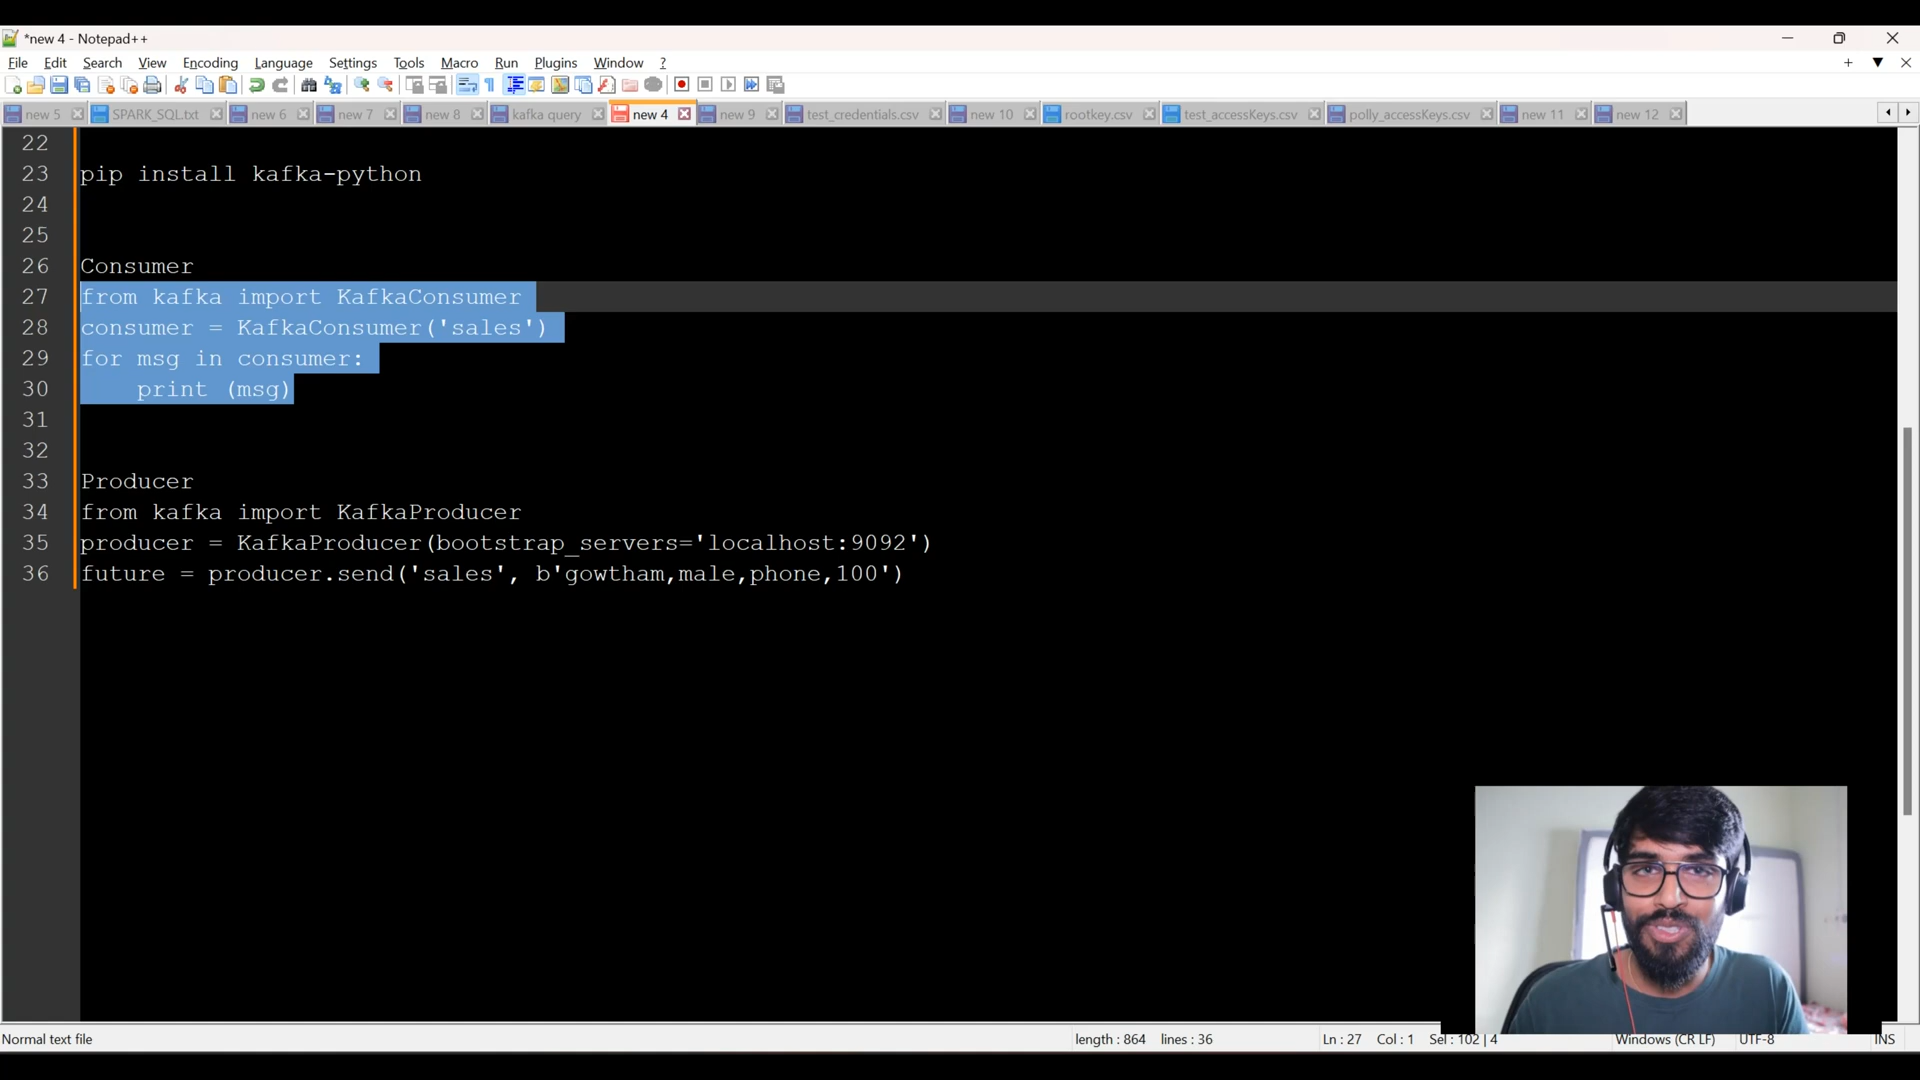 *new 4 - Notepad++
File Edit Search View Encoding Language Settings Tools Macro Run Plugins Window ?
new 5 SPARK_SQL.txt new 6 new 7 new 8 kafka query new 4 new 9 test_credentials.csv new 10 rootkey.csv test_accessKeys.csv polly_accessKeys.csv new 11 new 12
22
23 pip install kafka-python
24
25
26 Consumer
27 from kafka import KafkaConsumer
28 consumer = KafkaConsumer('sales')
29 for msg in consumer:
30     print (msg)
31
32
33 Producer
34 from kafka import KafkaProducer
35 producer = KafkaProducer(bootstrap_servers='localhost:9092')
36 future = producer.send('sales', b'gowtham,male,phone,100')
Normal text file length : 864 lines : 36 Ln : 27 Col : 1 Sel : 102 | 4 Windows (CR LF) UTF-8 INS